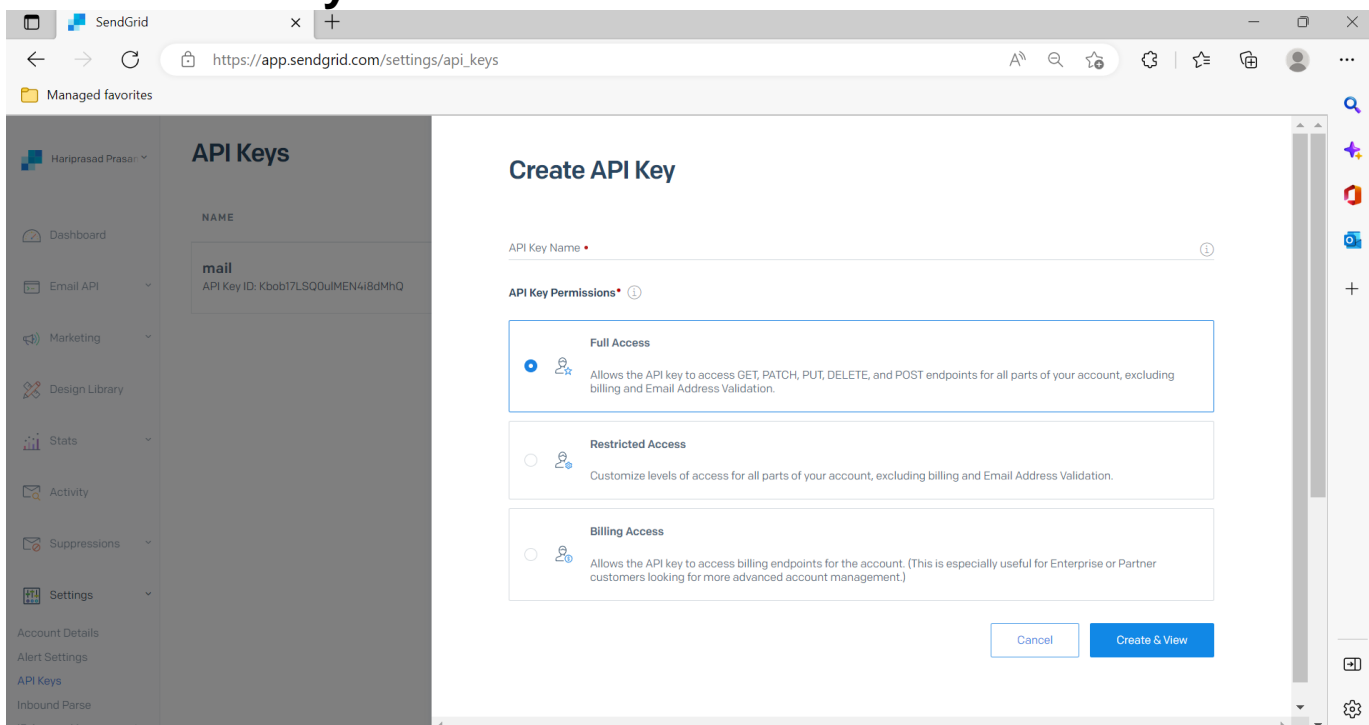 SendGrid
https://app.sendgrid.com/settings/api_keys
Managed favorites
Hariprasad Prasan
API Keys
NAME
mail
API Key ID: Kbob17LSQ0ulMEN4i8dMhQ
Dashboard
Email API
Marketing
Design Library
Stats
Activity
Suppressions
Settings
Account Details
Alert Settings
API Keys
Inbound Parse
Create API Key
API Key Name •
API Key Permissions•
Full Access
Allows the API key to access GET, PATCH, PUT, DELETE, and POST endpoints for all parts of your account, excluding
billing and Email Address Validation.
Restricted Access
Customize levels of access for all parts of your account, excluding billing and Email Address Validation.
Billing Access
Allows the API key to access billing endpoints for the account. (This is especially useful for Enterprise or Partner
customers looking for more advanced account management.)
Cancel
Create & View